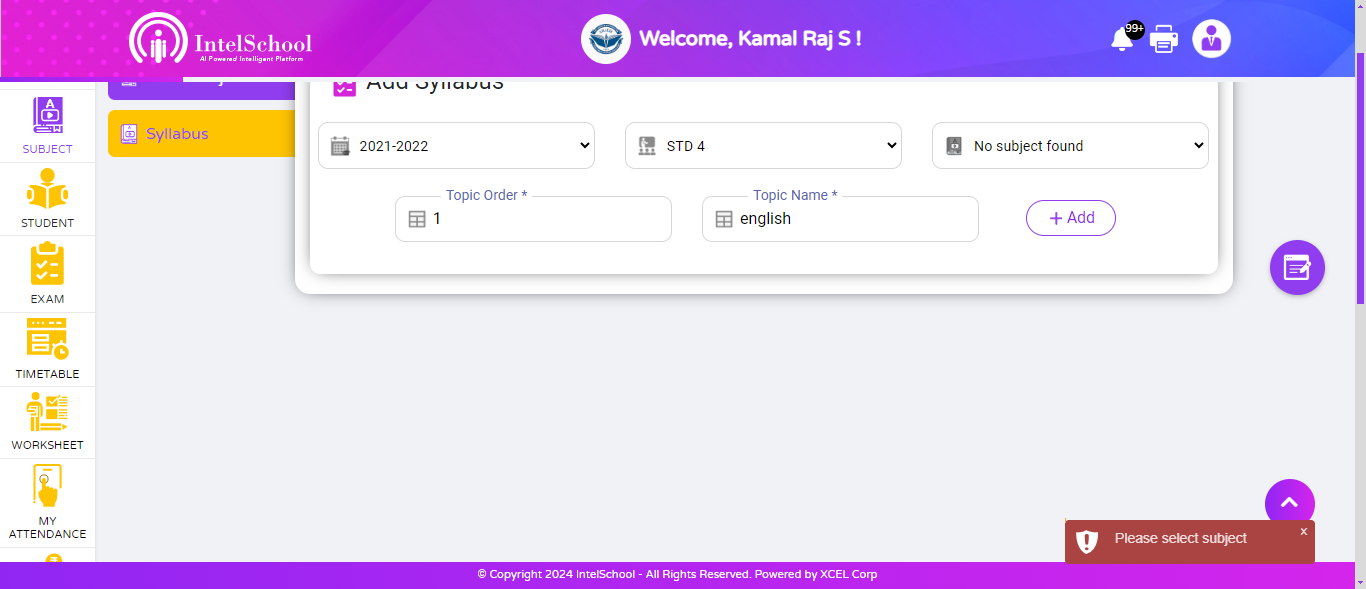 IntelSchool
AI Powered Intelligent Platform
Welcome, Kamal Raj S !
99+
Add Syllabus
SUBJECT
Syllabus
2021-2022
STD 4
No subject found
STUDENT
Topic Order *
1
Topic Name *
english
+ Add
EXAM
TIMETABLE
WORKSHEET
MY
ATTENDANCE
Please select subject
x
© Copyright 2024 IntelSchool - All Rights Reserved. Powered by XCEL Corp